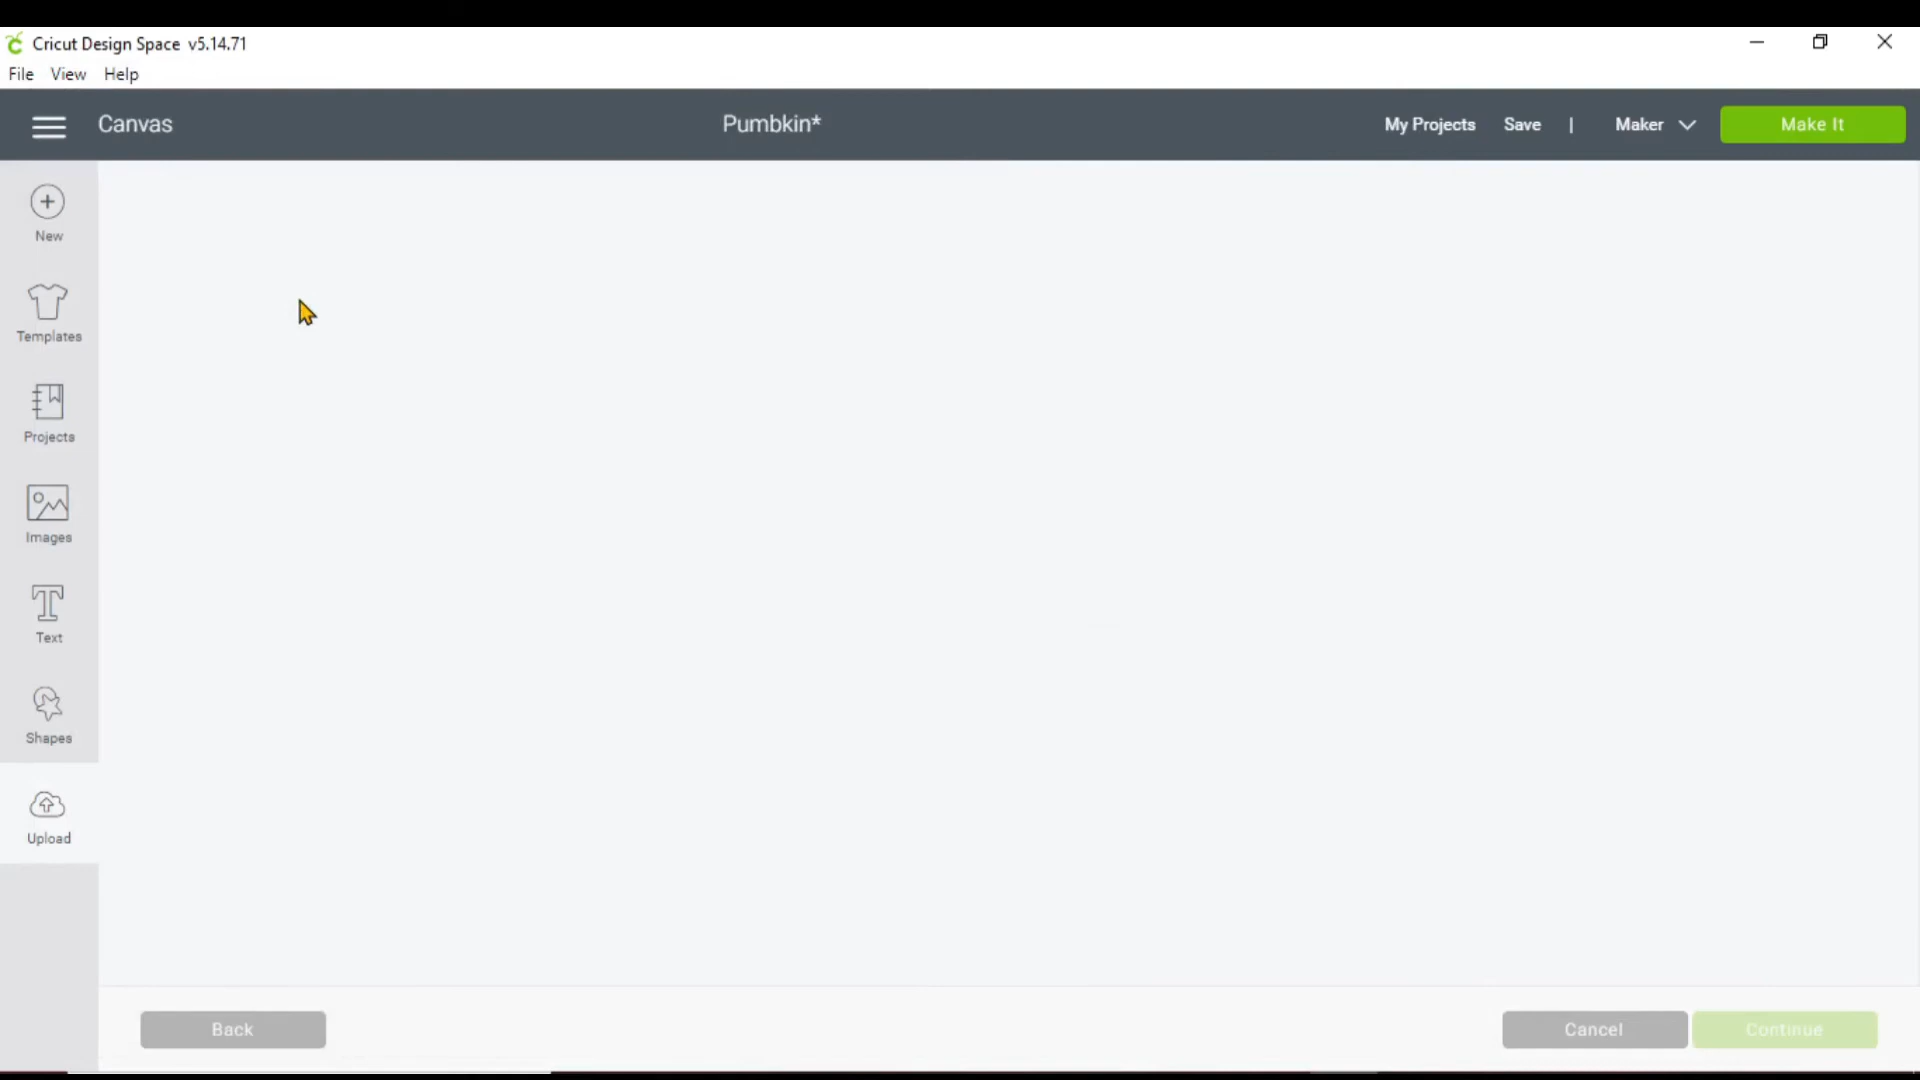 Cricut Design Space v5.14.71
File View Help
Canvas Pumbkin* My Projects Save | Maker Make It
New
Templates
Projects
Images
Text
Shapes
Upload
Back Cancel Continue